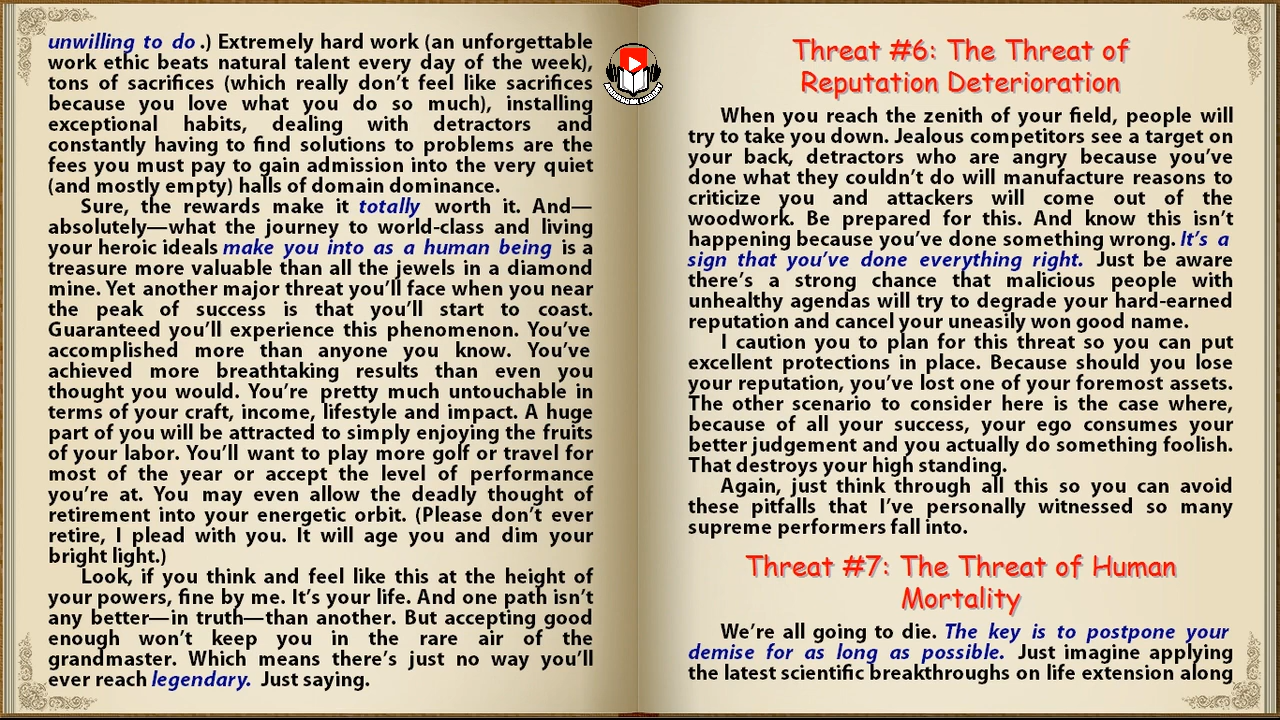 unwilling to do.) Extremely hard work (an unforgettable
work ethic beats natural talent every day of the week),
tons of sacrifices (which really don’t feel like sacrifices
because you love what you do so much), installing
exceptional habits, dealing with detractors and
constantly having to find solutions to problems are the
fees you must pay to gain admission into the very quiet
(and mostly empty) halls of domain dominance.
Sure, the rewards make it totally worth it. And—
absolutely—what the journey to world-class and living
your heroic ideals make you into as a human being is a
treasure more valuable than all the jewels in a diamond
mine. Yet another major threat you’ll face when you near
the peak of success is that you’ll start to coast.
Guaranteed you’ll experience this phenomenon. You’ve
accomplished more than anyone you know. You’ve
achieved more breathtaking results than even you
thought you would. You’re pretty much untouchable in
terms of your craft, income, lifestyle and impact. A huge
part of you will be attracted to simply enjoying the fruits
of your labor. You’ll want to play more golf or travel for
most of the year or accept the level of performance
you’re at. You may even allow the deadly thought of
retirement into your energetic orbit. (Please don’t ever
retire, I plead with you. It will age you and dim your
bright light.)
Look, if you think and feel like this at the height of
your powers, fine by me. It’s your life. And one path isn’t
any better—in truth—than another. But accepting good
enough won’t keep you in the rare air of the
grandmaster. Which means there’s just no way you’ll
ever reach legendary. Just saying.
Threat #6: The Threat of
Reputation Deterioration
When you reach the zenith of your field, people will
try to take you down. Jealous competitors see a target on
your back, detractors who are angry because you’ve
done what they couldn’t do will manufacture reasons to
criticize you and attackers will come out of the
woodwork. Be prepared for this. And know this isn’t
happening because you’ve done something wrong. It’s a
sign that you’ve done everything right. Just be aware
there’s a strong chance that malicious people with
unhealthy agendas will try to degrade your hard-earned
reputation and cancel your uneasily won good name.
I caution you to plan for this threat so you can put
excellent protections in place. Because should you lose
your reputation, you’ve lost one of your foremost assets.
The other scenario to consider here is the case where,
because of all your success, your ego consumes your
better judgement and you actually do something foolish.
That destroys your high standing.
Again, just think through all this so you can avoid
these pitfalls that I’ve personally witnessed so many
supreme performers fall into.
Threat #7: The Threat of Human
Mortality
We’re all going to die. The key is to postpone your
demise for as long as possible. Just imagine applying
the latest scientific breakthroughs on life extension along